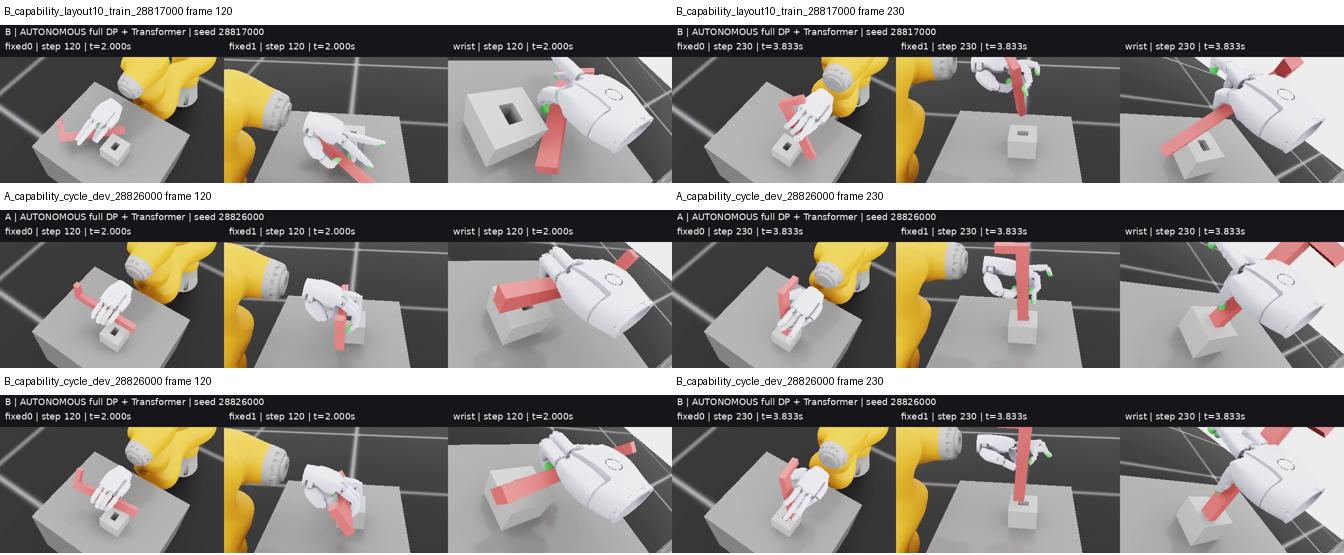 B_capability_layout10_train_28817000 frame 120
B_capability_layout10_train_28817000 frame 230
B | AUTONOMOUS full DP + Transformer | seed 28817000
B | AUTONOMOUS full DP + Transformer | seed 28817000
fixed0 | step 120 | t=2.000s
fixed1 | step 120 | t=2.000s
wrist | step 120 | t=2.000s
fixed0 | step 230 | t=3.833s
fixed1 | step 230 | t=3.833s
wrist | step 230 | t=3.833s
A_capability_cycle_dev_28826000 frame 120
A_capability_cycle_dev_28826000 frame 230
A | AUTONOMOUS full DP + Transformer | seed 28826000
A | AUTONOMOUS full DP + Transformer | seed 28826000
fixed0 | step 120 | t=2.000s
fixed1 | step 120 | t=2.000s
wrist | step 120 | t=2.000s
fixed0 | step 230 | t=3.833s
fixed1 | step 230 | t=3.833s
wrist | step 230 | t=3.833s
B_capability_cycle_dev_28826000 frame 120
B_capability_cycle_dev_28826000 frame 230
B | AUTONOMOUS full DP + Transformer | seed 28826000
B | AUTONOMOUS full DP + Transformer | seed 28826000
fixed0 | step 120 | t=2.000s
fixed1 | step 120 | t=2.000s
wrist | step 120 | t=2.000s
fixed0 | step 230 | t=3.833s
fixed1 | step 230 | t=3.833s
wrist | step 230 | t=3.833s